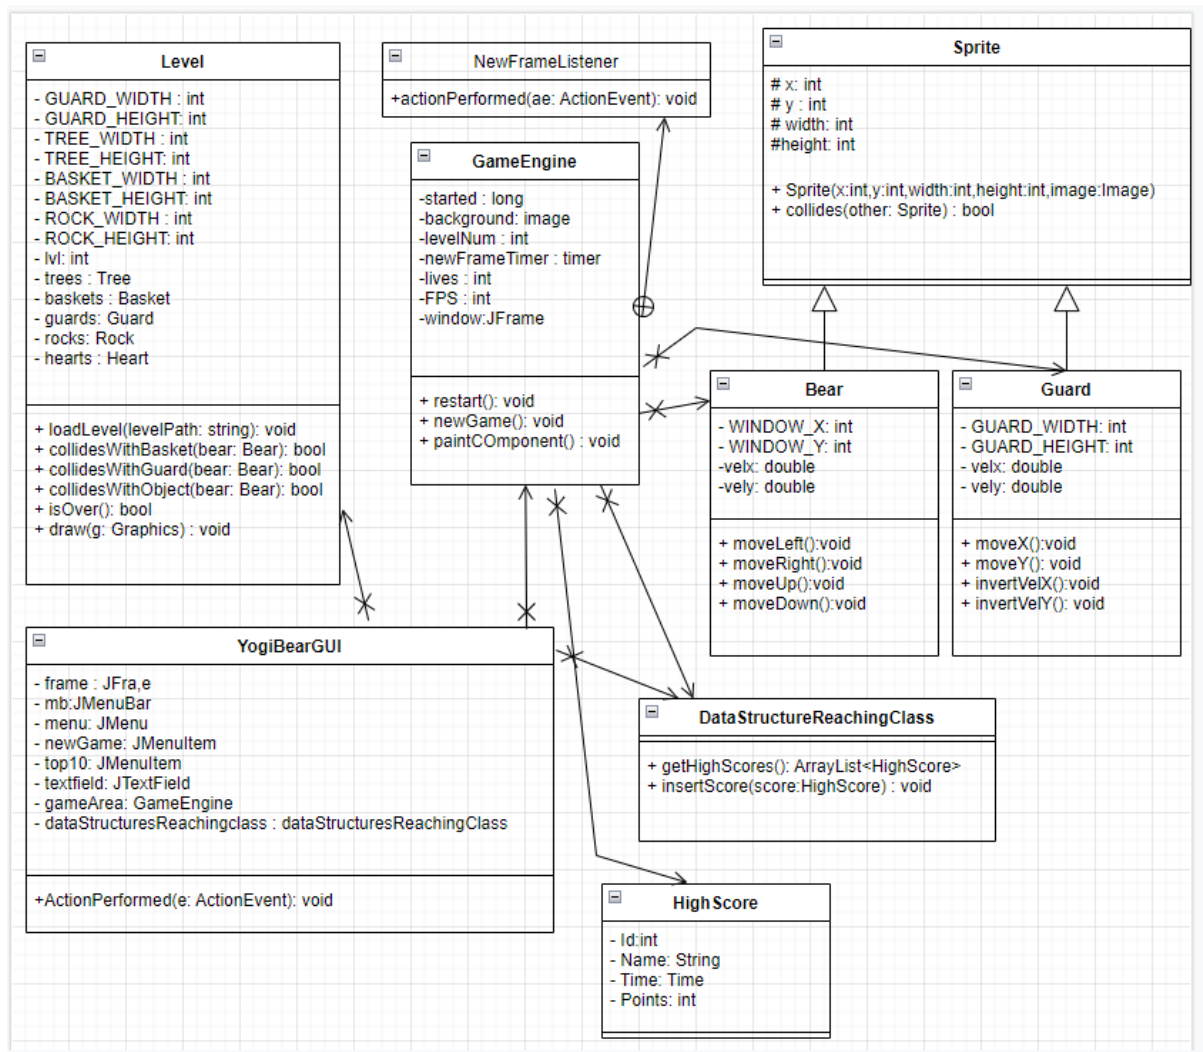 Level
- GUARD_WIDTH : int
- GUARD_HEIGHT: int
- TREE_WIDTH : int
- TREE_HEIGHT: int
- BASKET_WIDTH : int
- BASKET_HEIGHT: int
- ROCK_WIDTH : int
- ROCK_HEIGHT: int
- lvl: int
- trees : Tree
- baskets : Basket
- guards: Guard
- rocks: Rock
- hearts : Heart
+ loadLevel(levelPath: string): void
+ collidesWithBasket(bear: Bear): bool
+ collidesWithGuard(bear: Bear): bool
+ collidesWithObject(bear: Bear): bool
+ isOver(): bool
+ draw(g: Graphics) : void
NewFrameListener
+actionPerformed(ae: ActionEvent): void
GameEngine
-started : long
-background: image
-levelNum : int
-newFrameTimer : timer
-lives : int
-FPS : int
-window:JFrame
+ restart(): void
+ newGame(): void
+ paintCOmponent() : void
Sprite
# x: int
# y : int
# width: int
#height: int
+ Sprite(x:int,y:int,width:int,height:int,image:Image)
+ collides(other: Sprite) : bool
Bear
- WINDOW_X: int
- WINDOW_Y: int
-velx: double
-vely: double
+ moveLeft():void
+ moveRight():void
+ moveUp():void
+ moveDown():void
Guard
- GUARD_WIDTH: int
- GUARD_HEIGHT: int
- velx: double
- vely: double
+ moveX():void
+ moveY(): void
+ invertVelX():void
+ invertVelY(): void
YogiBearGUI
- frame : JFra,e
- mb:JMenuBar
- menu: JMenu
- newGame: JMenuItem
- top10: JMenuItem
- textfield: JTextField
- gameArea: GameEngine
- dataStructuresReachingclass : dataStructuresReachingClass
+ActionPerformed(e: ActionEvent): void
DataStructureReachingClass
+ getHighScores(): ArrayList<HighScore>
+ insertScore(score:HighScore) : void
HighScore
- Id:int
- Name: String
- Time: Time
- Points: int